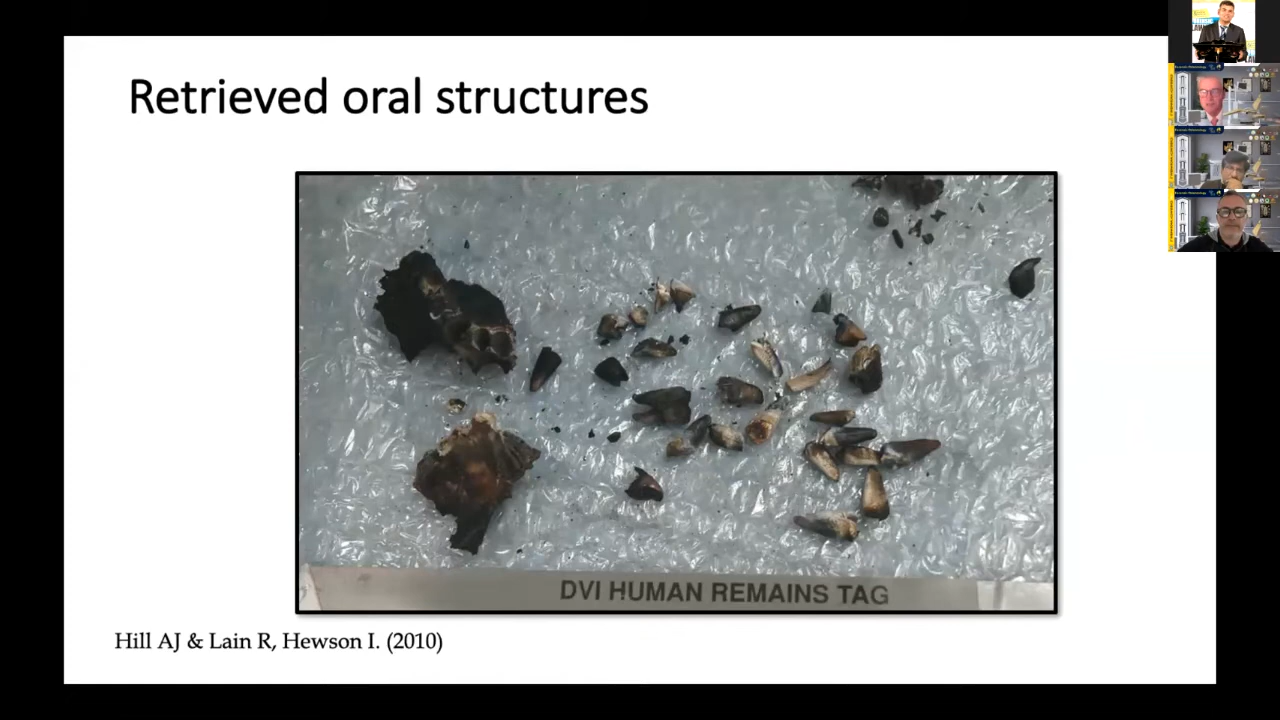 Retrieved oral structures
DVI HUMAN REMAINS TAG
Hill AJ & Lain R, Hewson I. (2010)